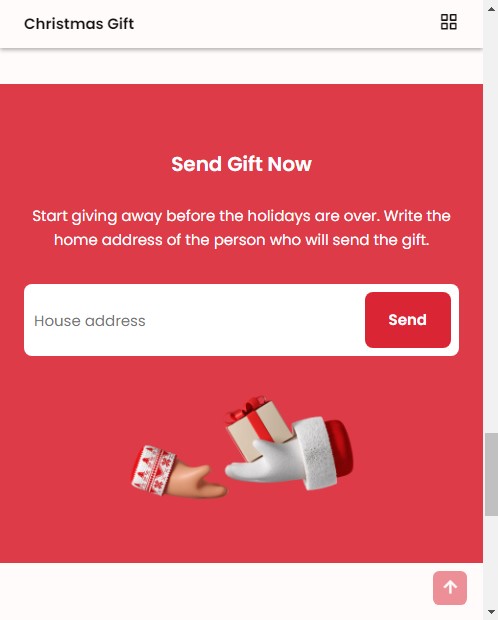 Christmas Gift
Send Gift Now
Start giving away before the holidays are over. Write the
home address of the person who will send the gift.
House address
Send